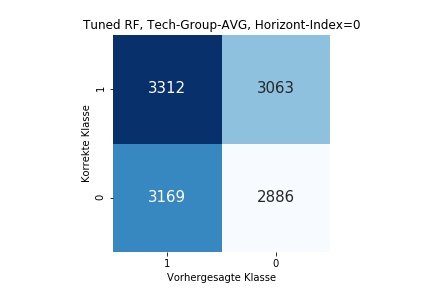 Tuned RF, Tech-Group-AVG, Horizont-Index=0
Korrekte Klasse
1
3312 3063
0
3169 2886
1 0
Vorhergesagte Klasse